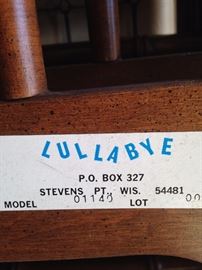 LULLABYE
P.O. BOX 327
STEVENS PT., WIS. 54481
MODEL 01140 LOT 00